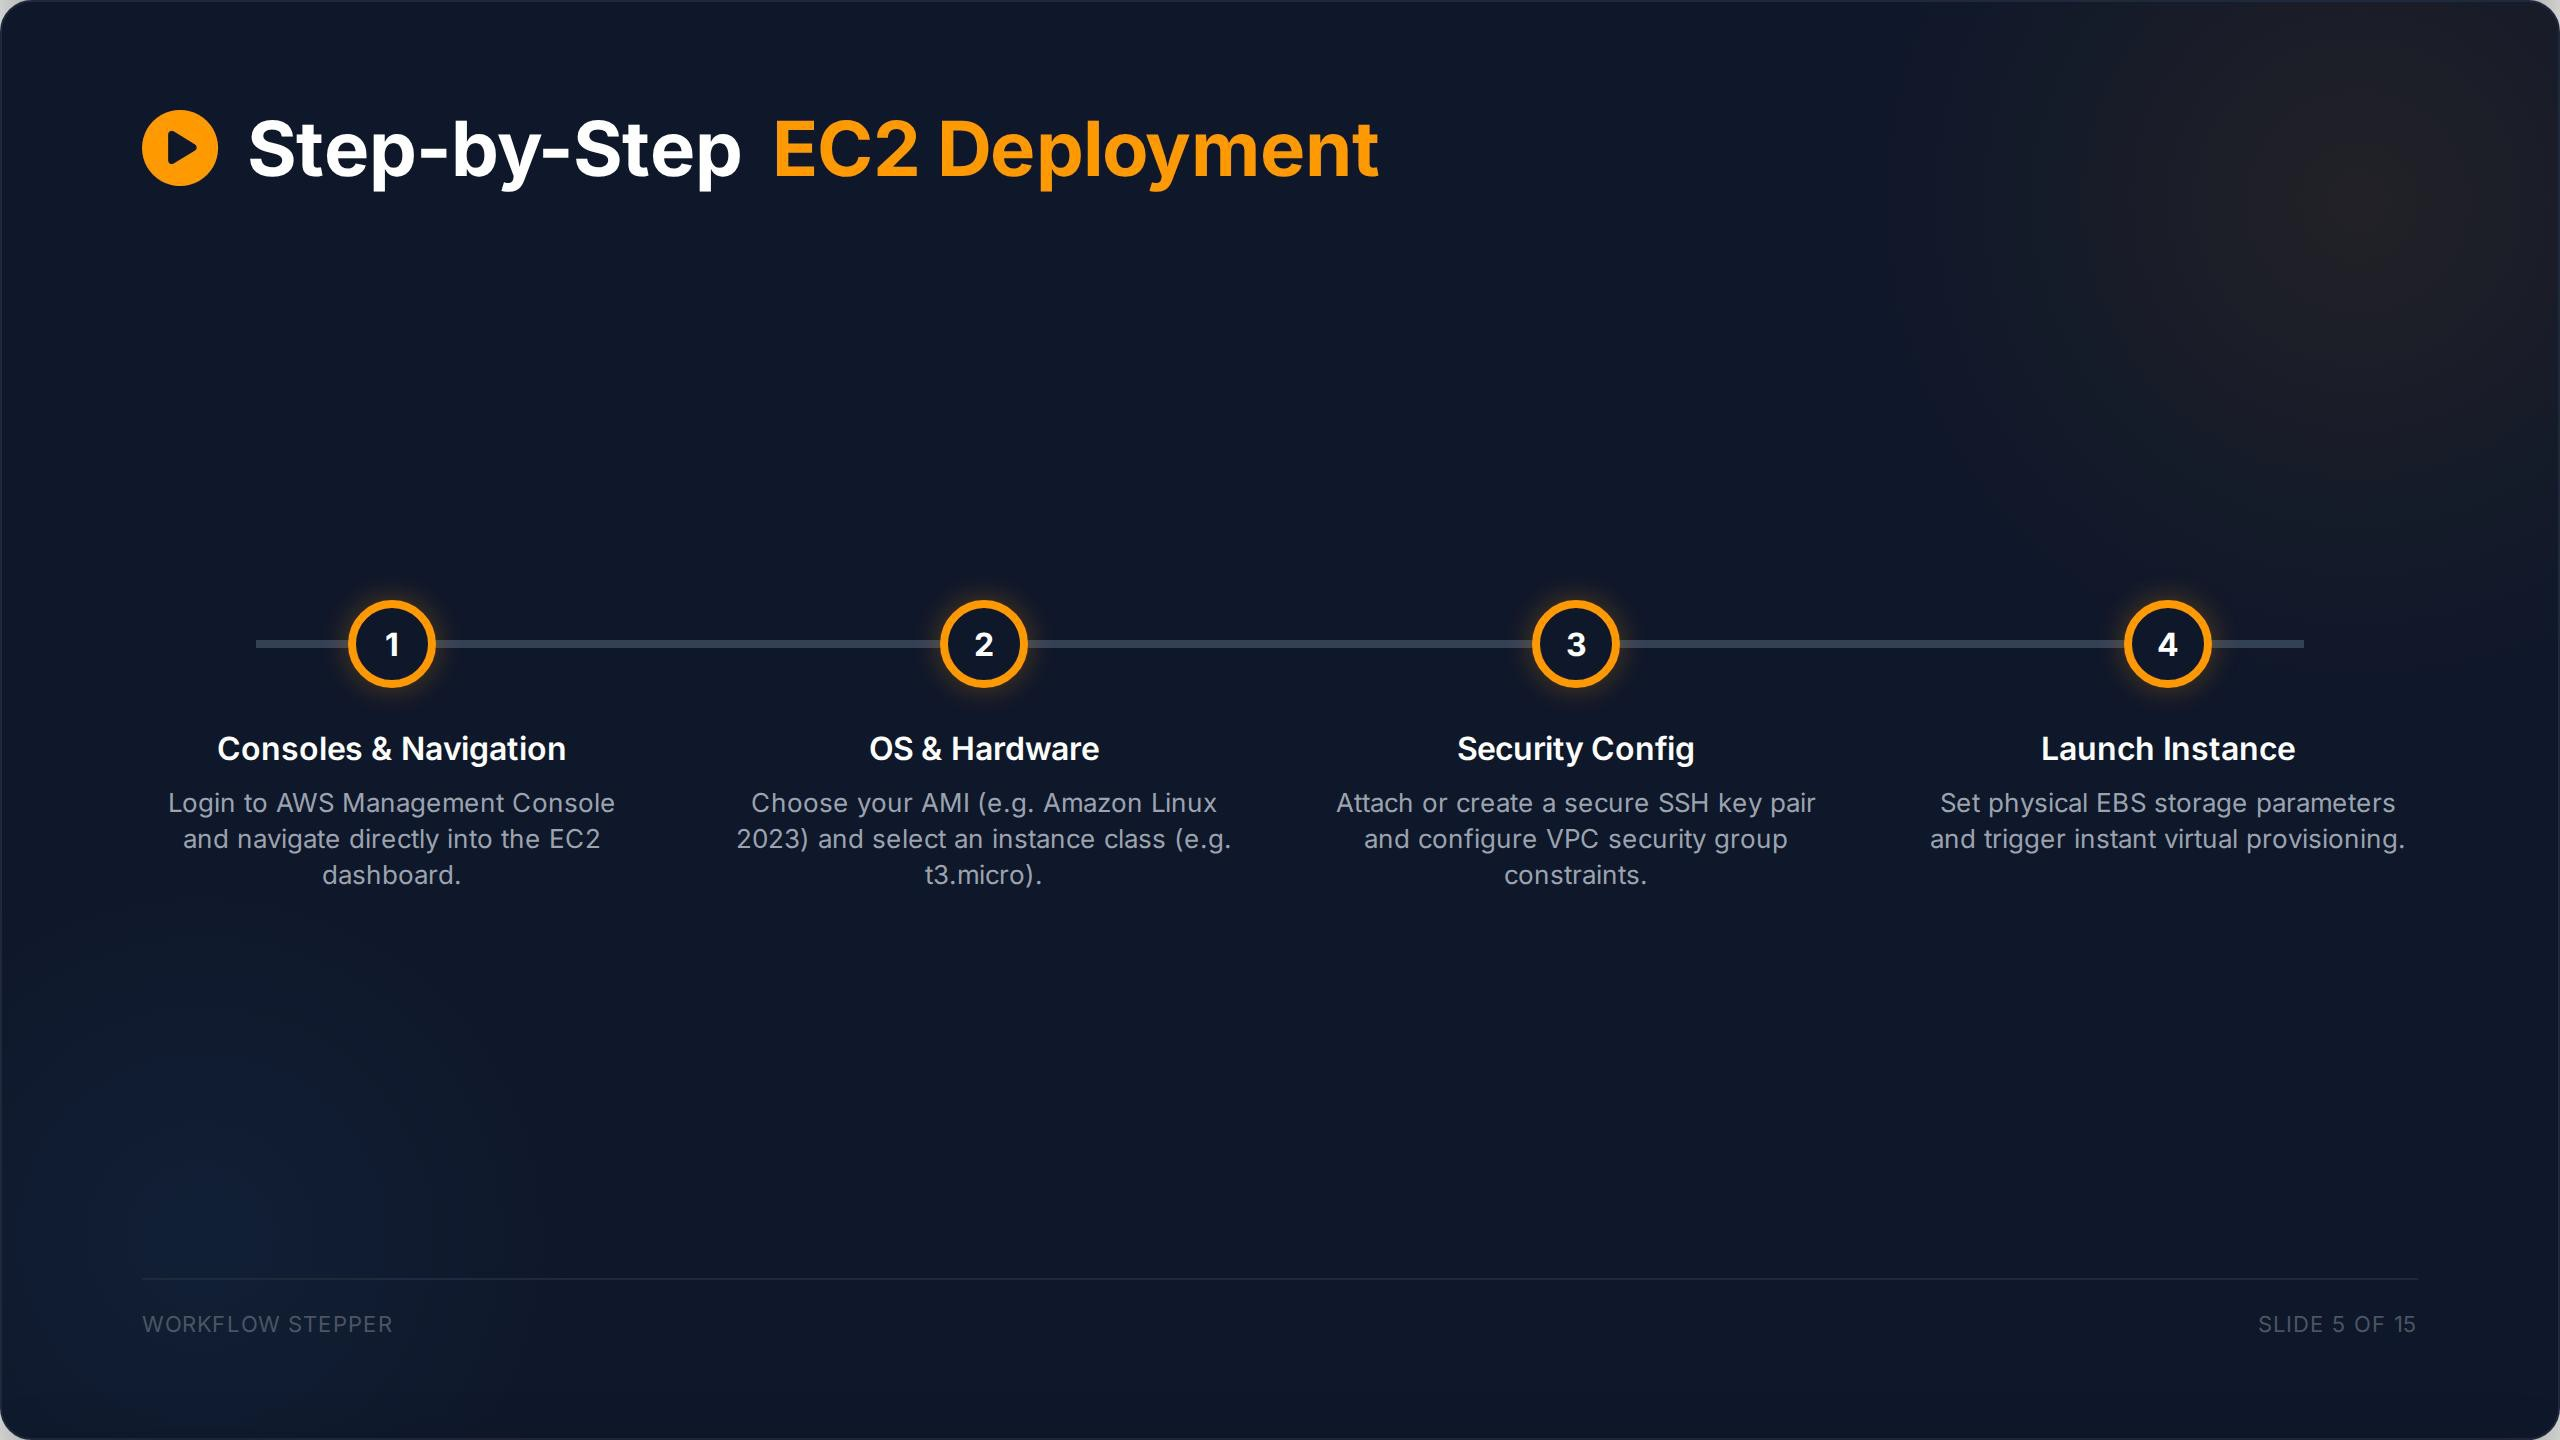 Step-by-Step EC2 Deployment
1
Consoles & Navigation
Login to AWS Management Console
and navigate directly into the EC2
dashboard.
2
OS & Hardware
Choose your AMI (e.g. Amazon Linux
2023) and select an instance class (e.g.
t3.micro).
3
Security Config
Attach or create a secure SSH key pair
and configure VPC security group
constraints.
4
Launch Instance
Set physical EBS storage parameters
and trigger instant virtual provisioning.
WORKFLOW STEPPER
SLIDE 5 OF 15